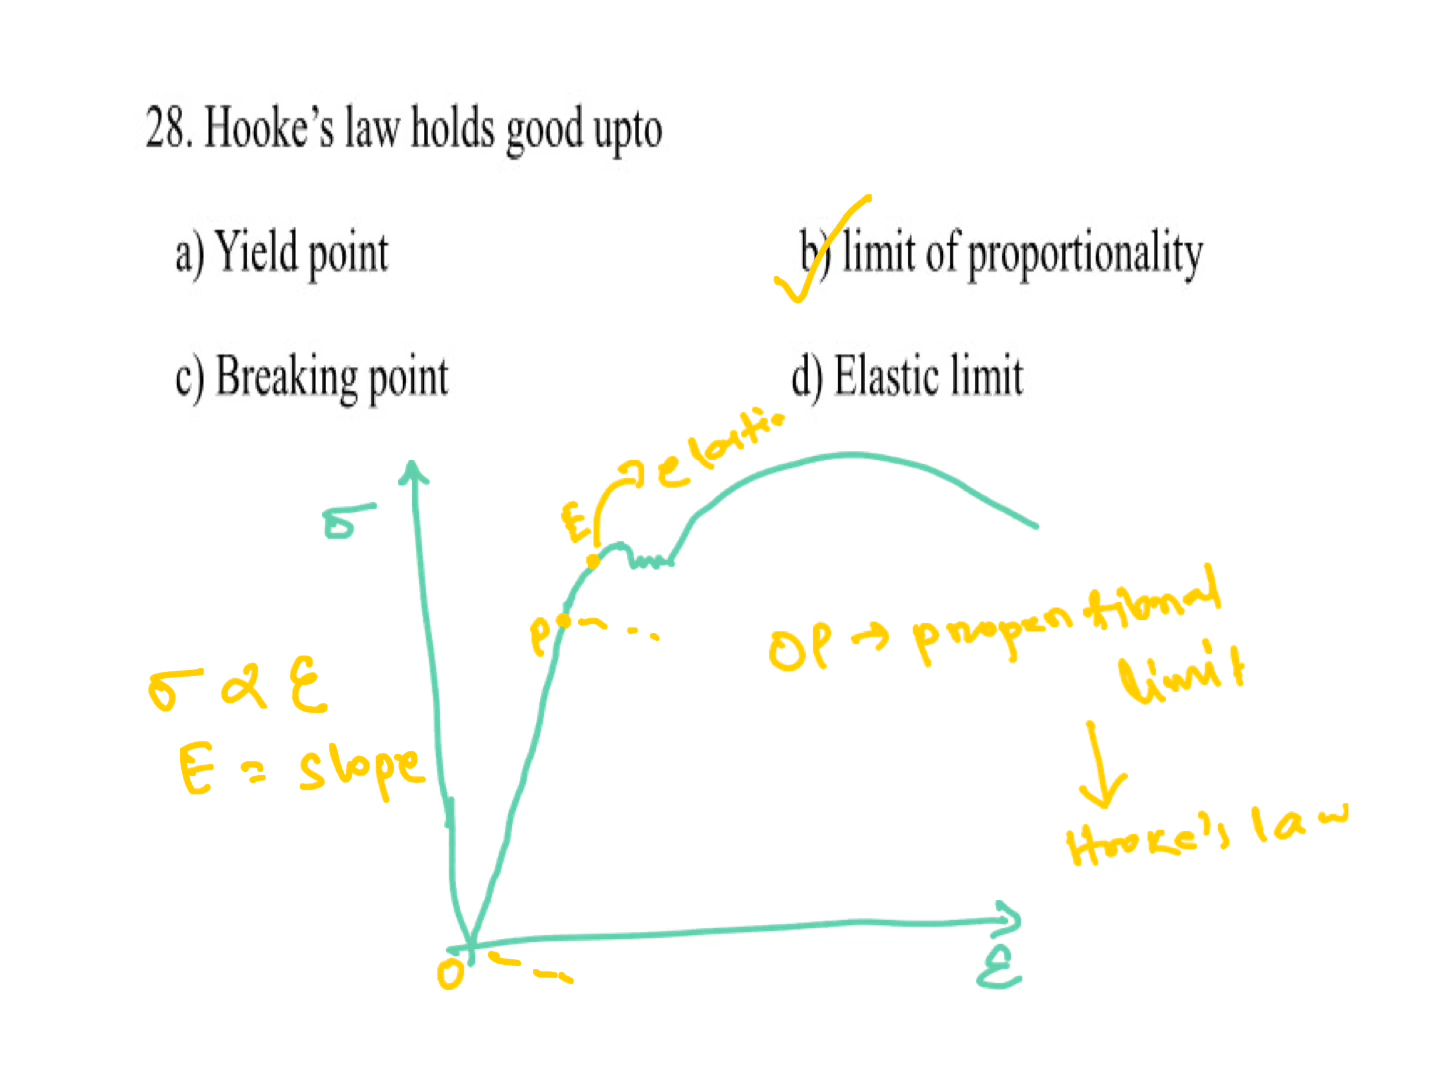 28. Hooke's law holds good upto
a) Yield point
b) limit of proportionality
c) Breaking point
d) Elastic limit
elastic
E
σ
P
OP → proportional
limit
σ ∝ ε
E = slope
Hooke's law
O
ε